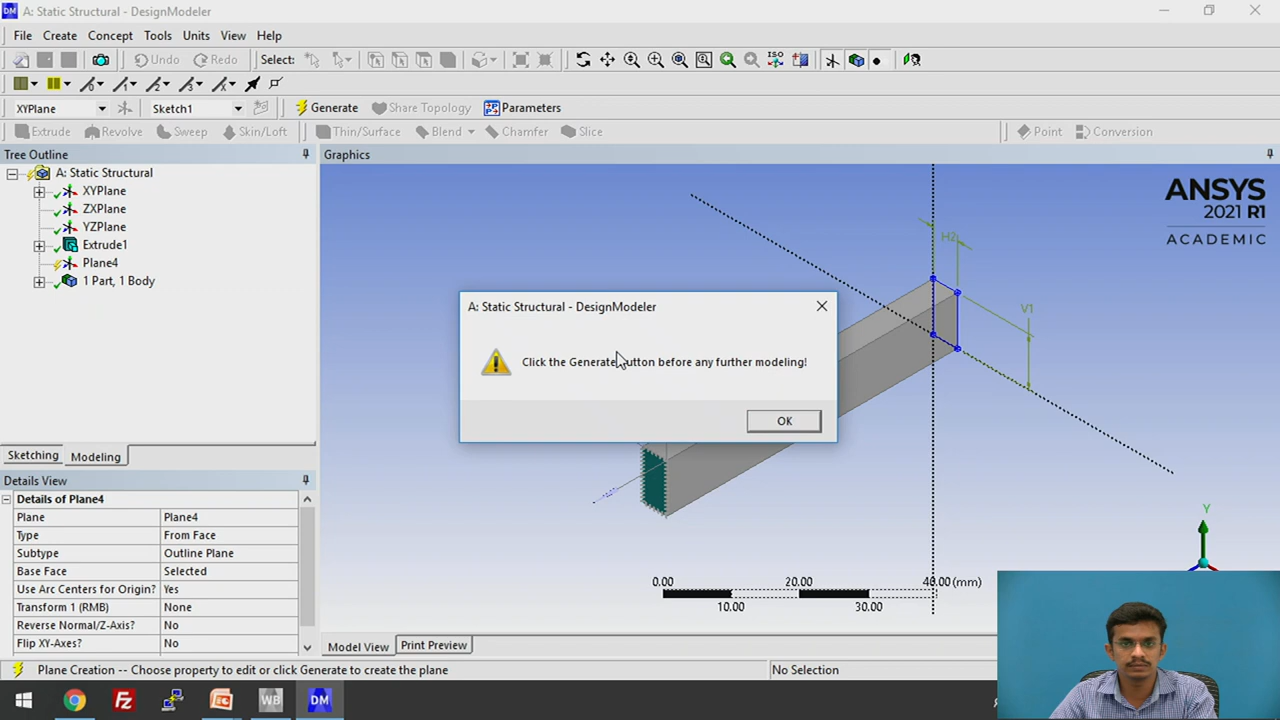 DM A: Static Structural - DesignModeler
File Create Concept Tools Units View Help
Undo Redo Select: ISO
XYPlane Sketch1 Generate Share Topology Parameters
Extrude Revolve Sweep Skin/Loft Thin/Surface Blend Chamfer Slice Point Conversion
Tree Outline
A: Static Structural
XYPlane
ZXPlane
YZPlane
Extrude1
Plane4
1 Part, 1 Body
Sketching Modeling
Details View
Details of Plane4
Plane Plane4
Type From Face
Subtype Outline Plane
Base Face Selected
Use Arc Centers for Origin? Yes
Transform 1 (RMB) None
Reverse Normal/Z-Axis? No
Flip XY-Axes? No
Graphics
ANSYS
2021 R1
ACADEMIC
H2
V1
A: Static Structural - DesignModeler
Click the Generate button before any further modeling!
OK
Y
0.00 20.00 40.00 (mm)
10.00 30.00
Model View Print Preview
Plane Creation -- Choose property to edit or click Generate to create the plane
No Selection
WB DM